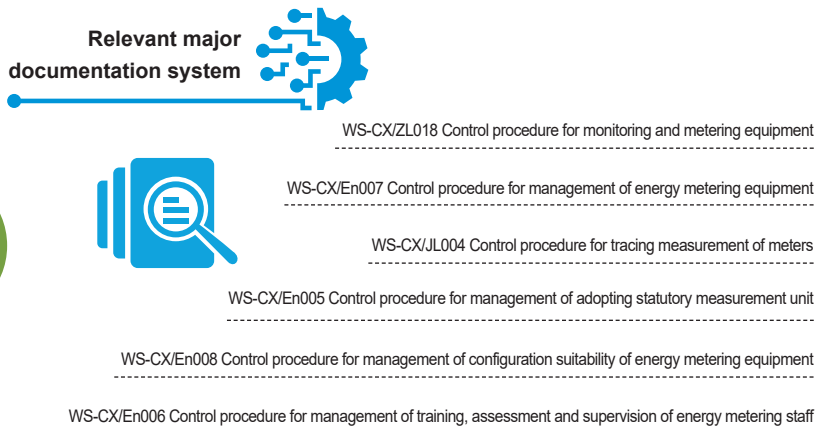 Relevant major
documentation system
WS-CX/ZL018 Control procedure for monitoring and metering equipment
WS-CX/En007 Control procedure for management of energy metering equipment
WS-CX/JL004 Control procedure for tracing measurement of meters
WS-CX/En005 Control procedure for management of adopting statutory measurement unit
WS-CX/En008 Control procedure for management of configuration suitability of energy metering equipment
WS-CX/En006 Control procedure for management of training, assessment and supervision of energy metering staff